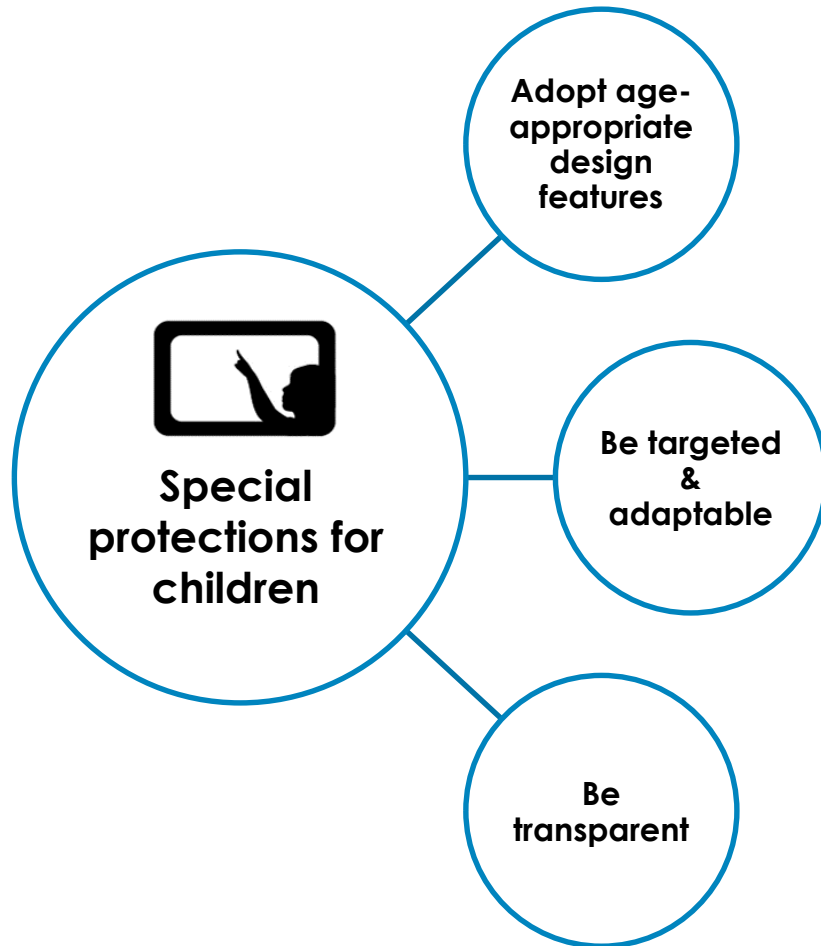 Adopt age-
appropriate
design
features
Special
protections for
children
Be targeted
&
adaptable
Be
transparent